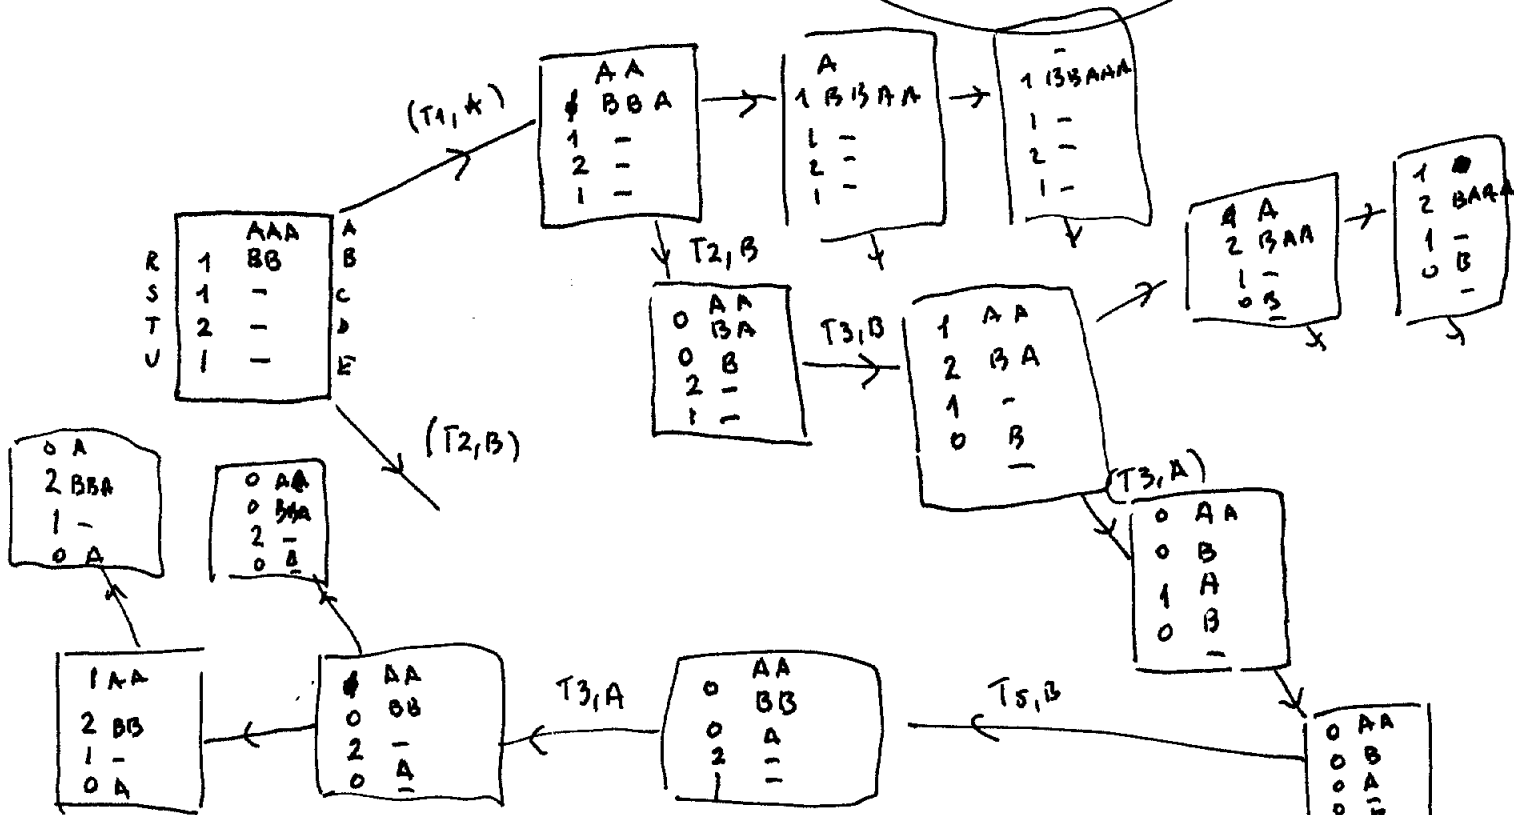 AA
1 BBA
1 –
2 –
1 –
A
1 BBAA
1 –
2 –
1 –
–
1 BBAAA
1 –
2 –
1 –
(T1, A)
AAA A
R 1 BB B
S 1 – C
T 2 – D
U 1 – E
T2, B
0 AA
BA
0 B
2 –
1 –
T3, B
1 AA
2 BA
1 –
0 B
–
A
2 BAA
1 –
0 B
–
1
2 BAAA
1 –
0 B
–
(T2, B)
(T3, A)
0 AA
0 B
1 A
0 B
–
0 A
2 BBA
1 –
0 A
0 AA
0 BBA
2 –
0 A
–
1 AA
2 BB
1 –
0 A
AA
0 BB
2 –
0 A
–
T3, A
AA
0 BB
0 A
2 –
1 –
T5, B
0 AA
0 B
0 A
–
0